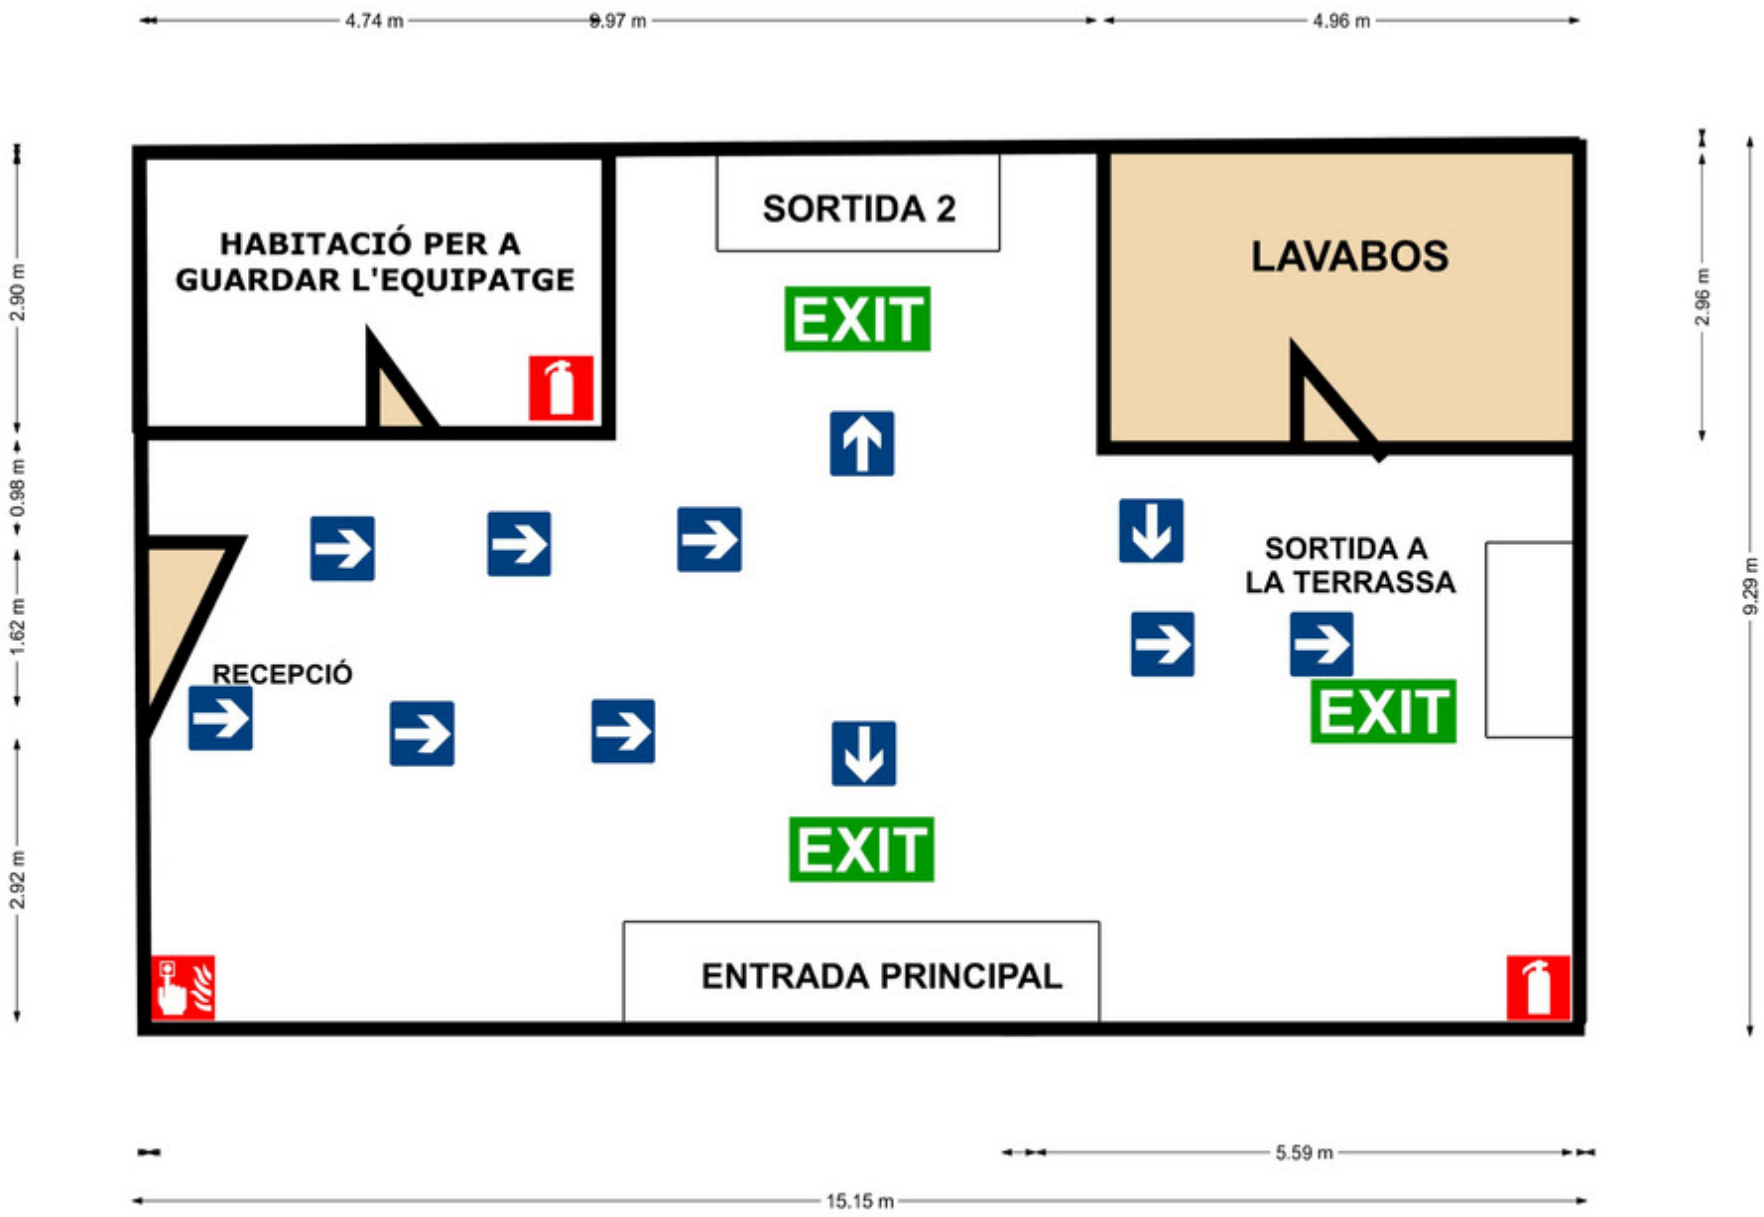 4.74 m
9.97 m
4.96 m
HABITACIÓ PER A
GUARDAR L'EQUIPATGE
SORTIDA 2
LAVABOS
EXIT
2.90 m
2.96 m
0.98 m
SORTIDA A
LA TERRASSA
9.29 m
1.62 m
RECEPCIÓ
EXIT
EXIT
2.92 m
ENTRADA PRINCIPAL
5.59 m
15.15 m